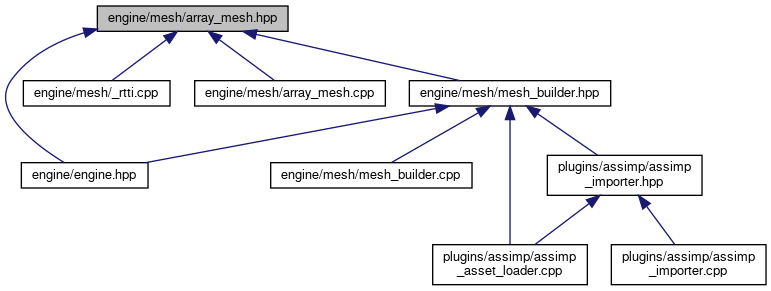 engine/mesh/array_mesh.hpp
engine/mesh/_rtti.cpp
engine/mesh/array_mesh.cpp
engine/mesh/mesh_builder.hpp
engine/engine.hpp
engine/mesh/mesh_builder.cpp
plugins/assimp/assimp
_importer.hpp
plugins/assimp/assimp
_asset_loader.cpp
plugins/assimp/assimp
_importer.cpp